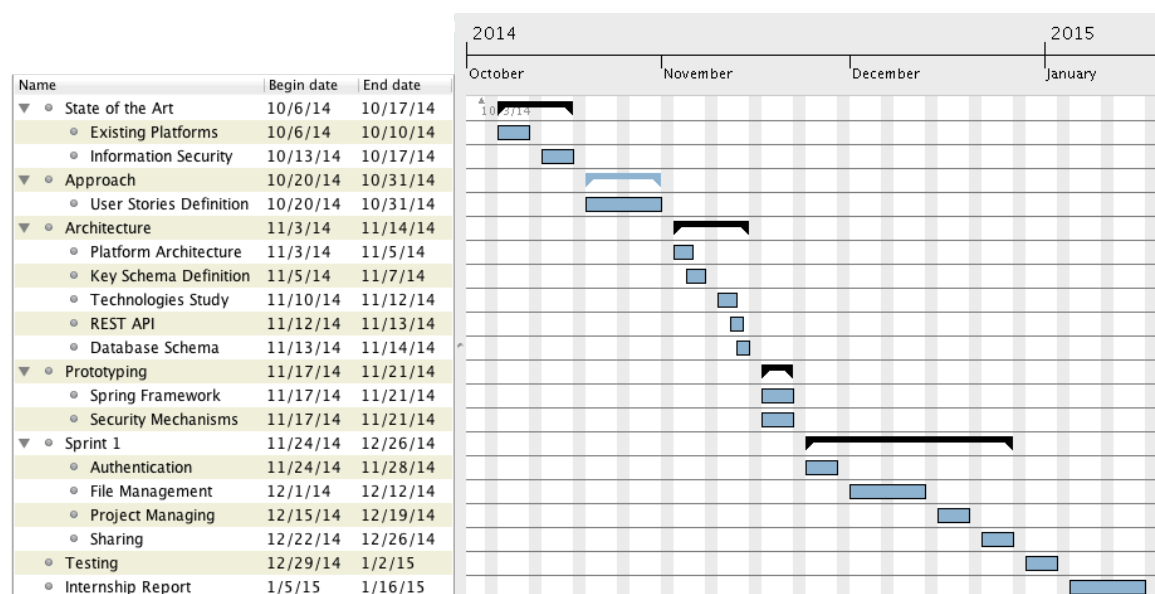 2014 2015
October November December January
Name Begin date End date
State of the Art 10/6/14 10/17/14
10/3/14
Existing Platforms 10/6/14 10/10/14
Information Security 10/13/14 10/17/14
Approach 10/20/14 10/31/14
User Stories Definition 10/20/14 10/31/14
Architecture 11/3/14 11/14/14
Platform Architecture 11/3/14 11/5/14
Key Schema Definition 11/5/14 11/7/14
Technologies Study 11/10/14 11/12/14
REST API 11/12/14 11/13/14
Database Schema 11/13/14 11/14/14
Prototyping 11/17/14 11/21/14
Spring Framework 11/17/14 11/21/14
Security Mechanisms 11/17/14 11/21/14
Sprint 1 11/24/14 12/26/14
Authentication 11/24/14 11/28/14
File Management 12/1/14 12/12/14
Project Managing 12/15/14 12/19/14
Sharing 12/22/14 12/26/14
Testing 12/29/14 1/2/15
Internship Report 1/5/15 1/16/15